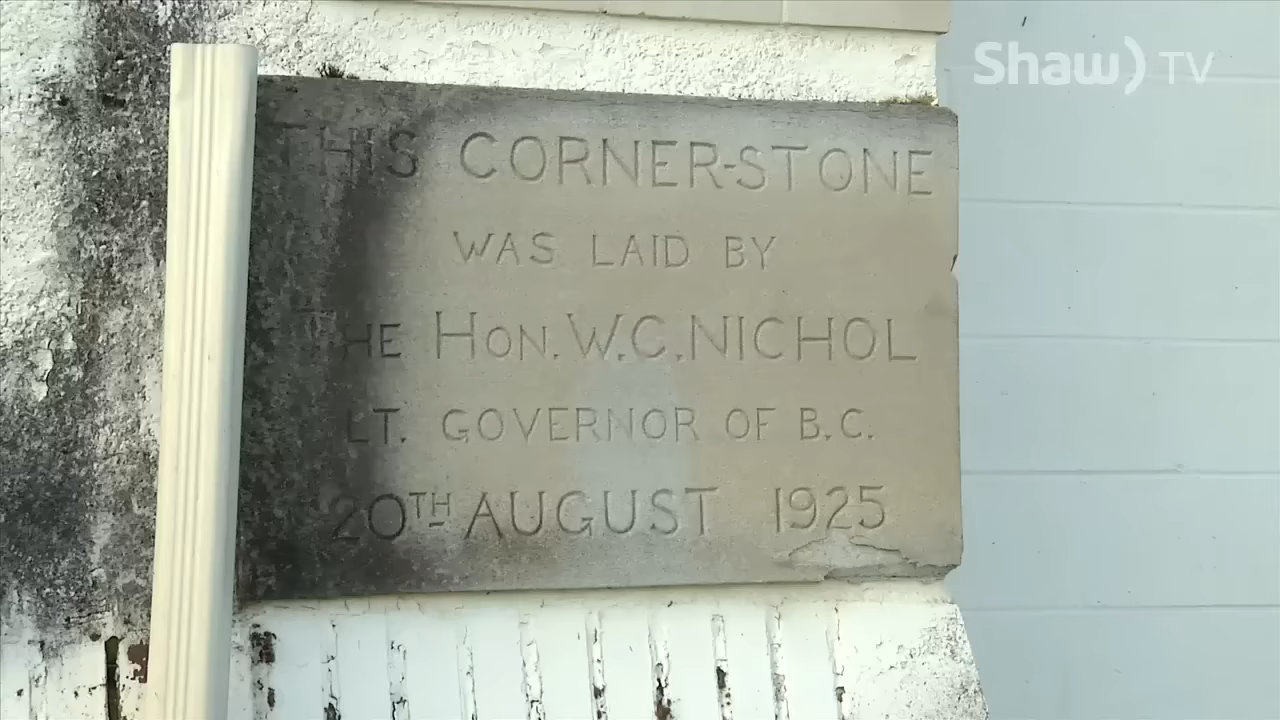 Shaw) TV
THIS CORNER-STONE
WAS LAID BY
THE HON. W.C. NICHOL
LT. GOVERNOR OF B.C.
20TH AUGUST 1925